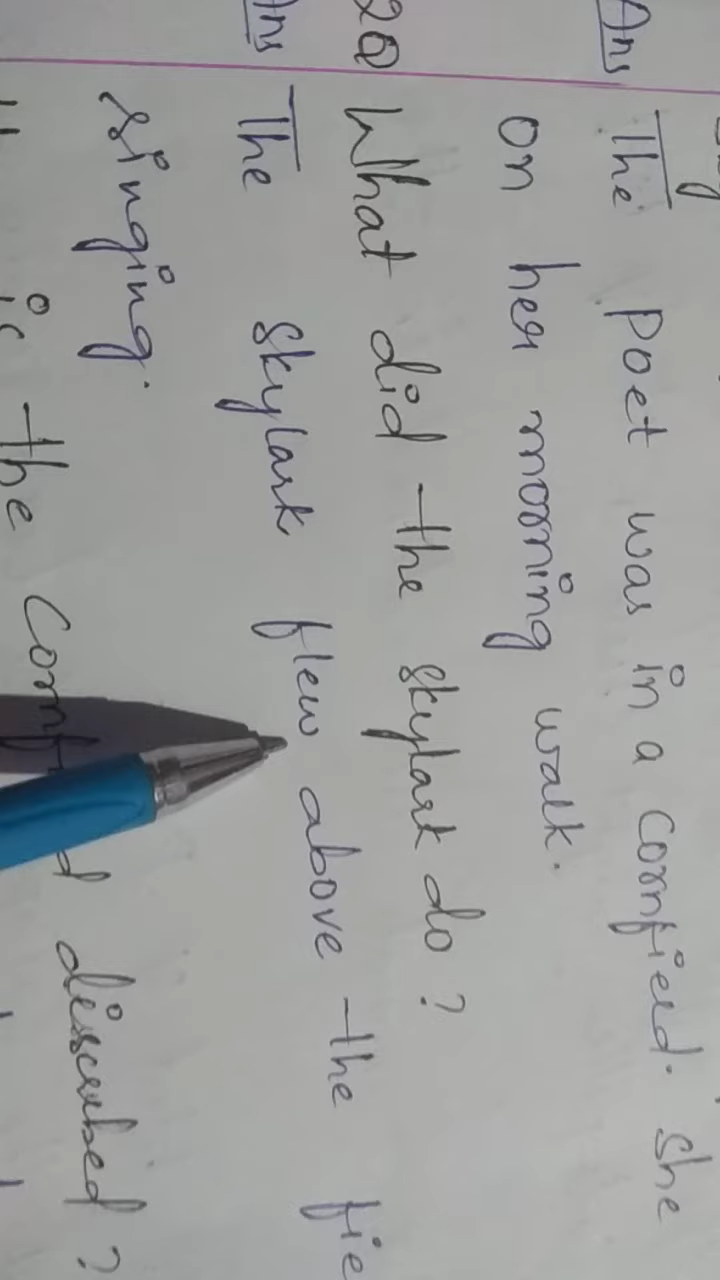 Ans The poet was in a cornfield. She
on her morning walk.
2Q What did the skylark do?
Ans The skylark flew above the fie
singing.
is the described?